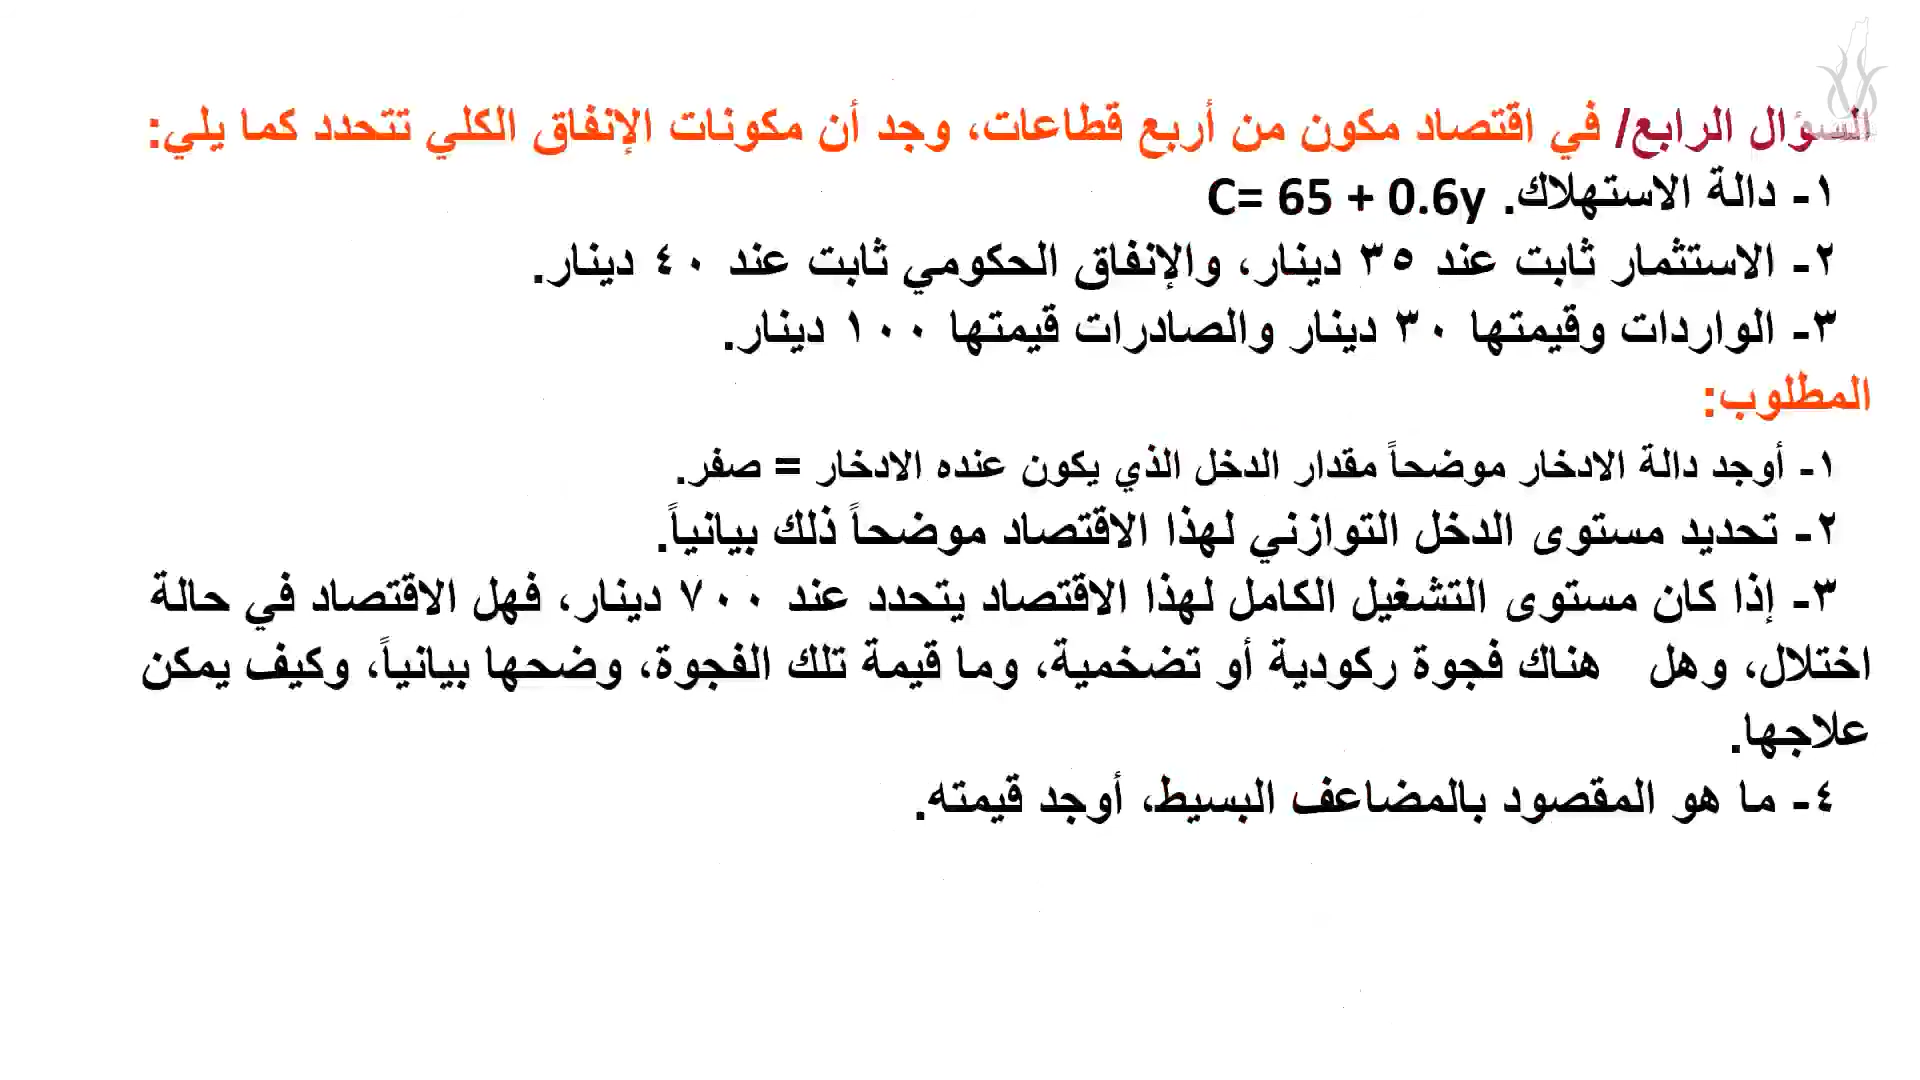 السؤال الرابع/ في اقتصاد مكون من أربع قطاعات، وجد أن مكونات الإنفاق الكلي تتحدد كما يلي:
١- دالة الاستهلاك. C= 65 + 0.6y
٢- الاستثمار ثابت عند ٣٥ دينار، والإنفاق الحكومي ثابت عند ٤٠ دينار.
٣- الواردات وقيمتها ٣٠ دينار والصادرات قيمتها ١٠٠ دينار.
المطلوب:
١- أوجد دالة الادخار موضحاً مقدار الدخل الذي يكون عنده الادخار = صفر.
٢- تحديد مستوى الدخل التوازني لهذا الاقتصاد موضحاً ذلك بيانياً.
٣- إذا كان مستوى التشغيل الكامل لهذا الاقتصاد يتحدد عند ٧٠٠ دينار، فهل الاقتصاد في حالة
اختلال، وهل هناك فجوة ركودية أو تضخمية، وما قيمة تلك الفجوة، وضحها بيانياً، وكيف يمكن
علاجها.
٤- ما هو المقصود بالمضاعف البسيط، أوجد قيمته.